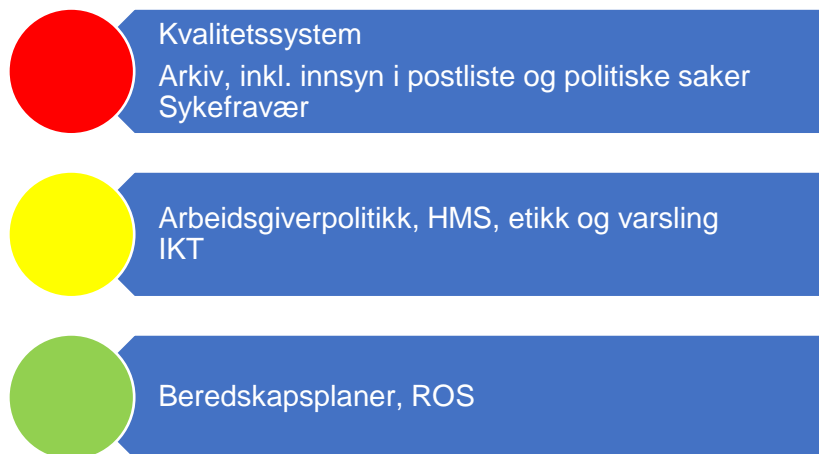 Kvalitetssystem
Arkiv, inkl. innsyn i postliste og politiske saker
Sykefravær
Arbeidsgiverpolitikk, HMS, etikk og varsling
IKT
Beredskapsplaner, ROS